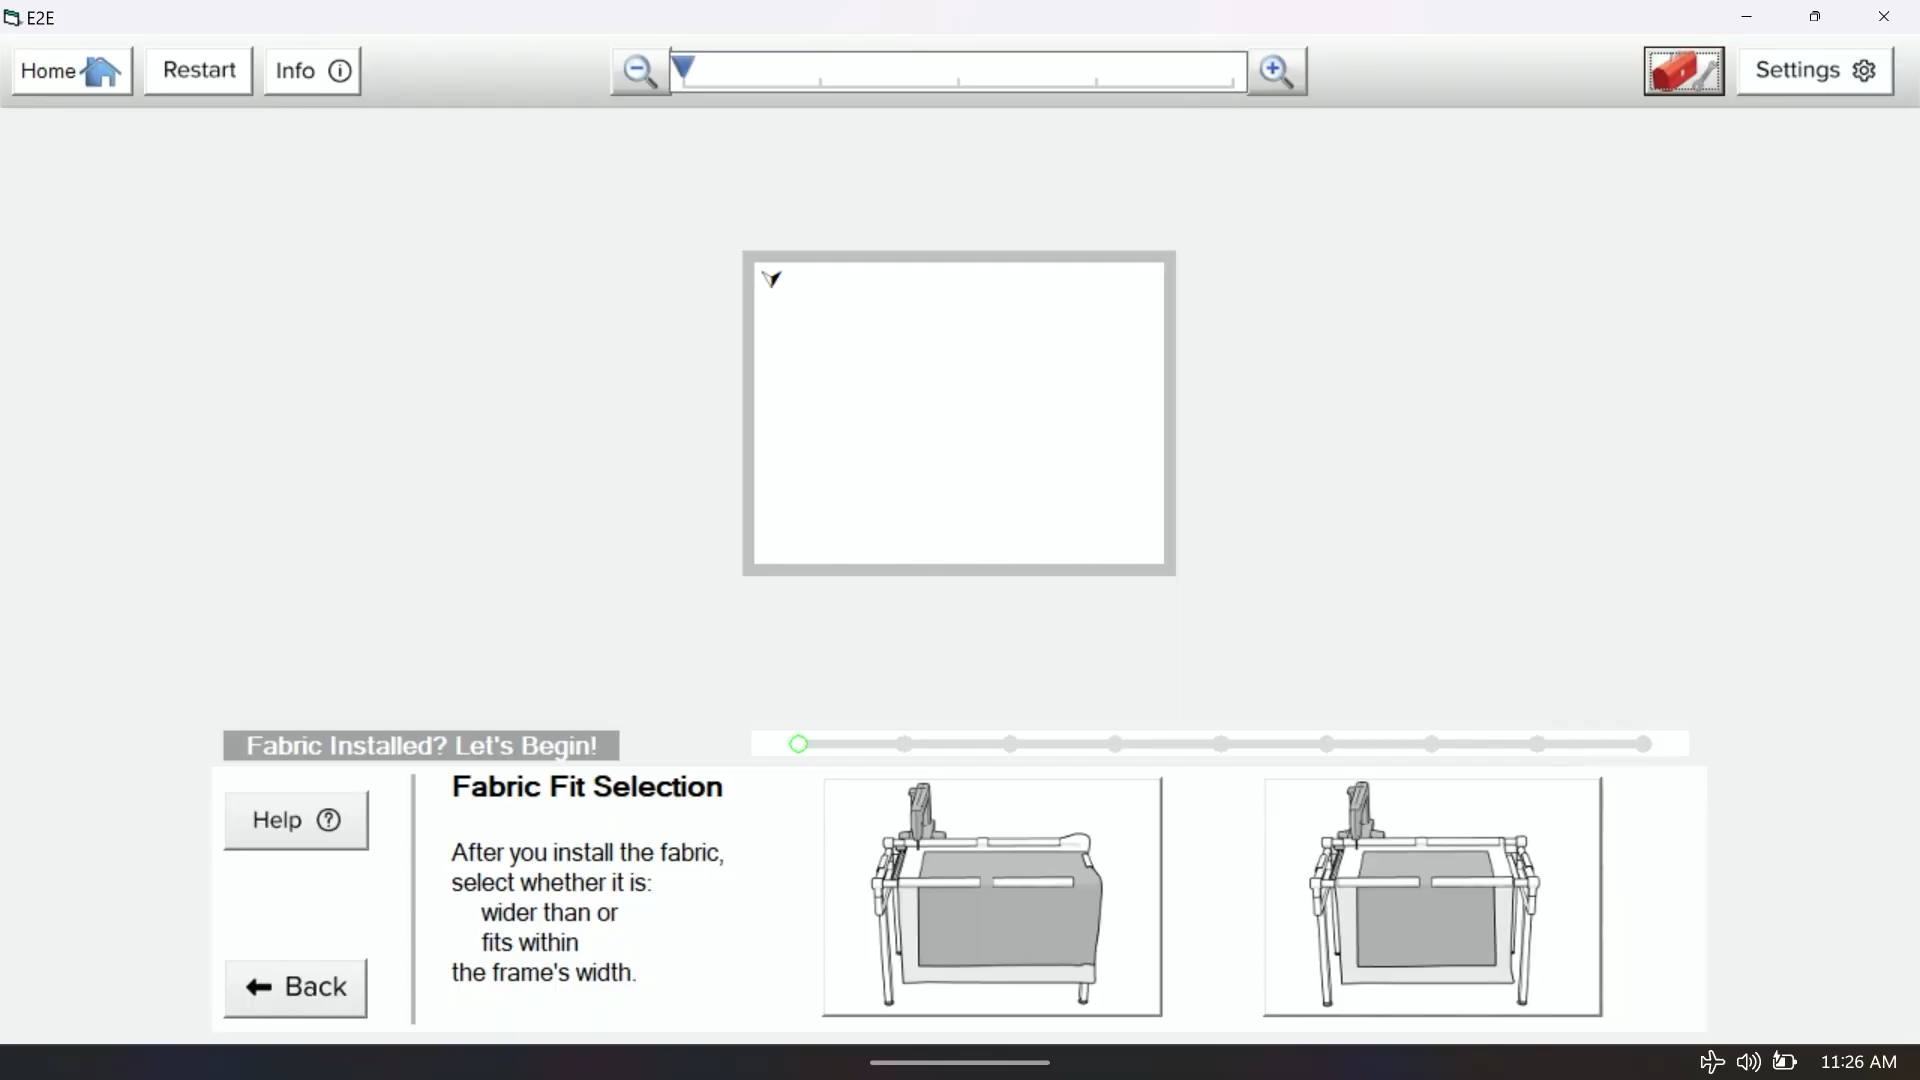 E2E
Home
Restart
Info
Settings
Fabric Installed? Let's Begin!
Help
Back
Fabric Fit Selection
After you install the fabric,
select whether it is:
wider than or
fits within
the frame's width.
11:26 AM